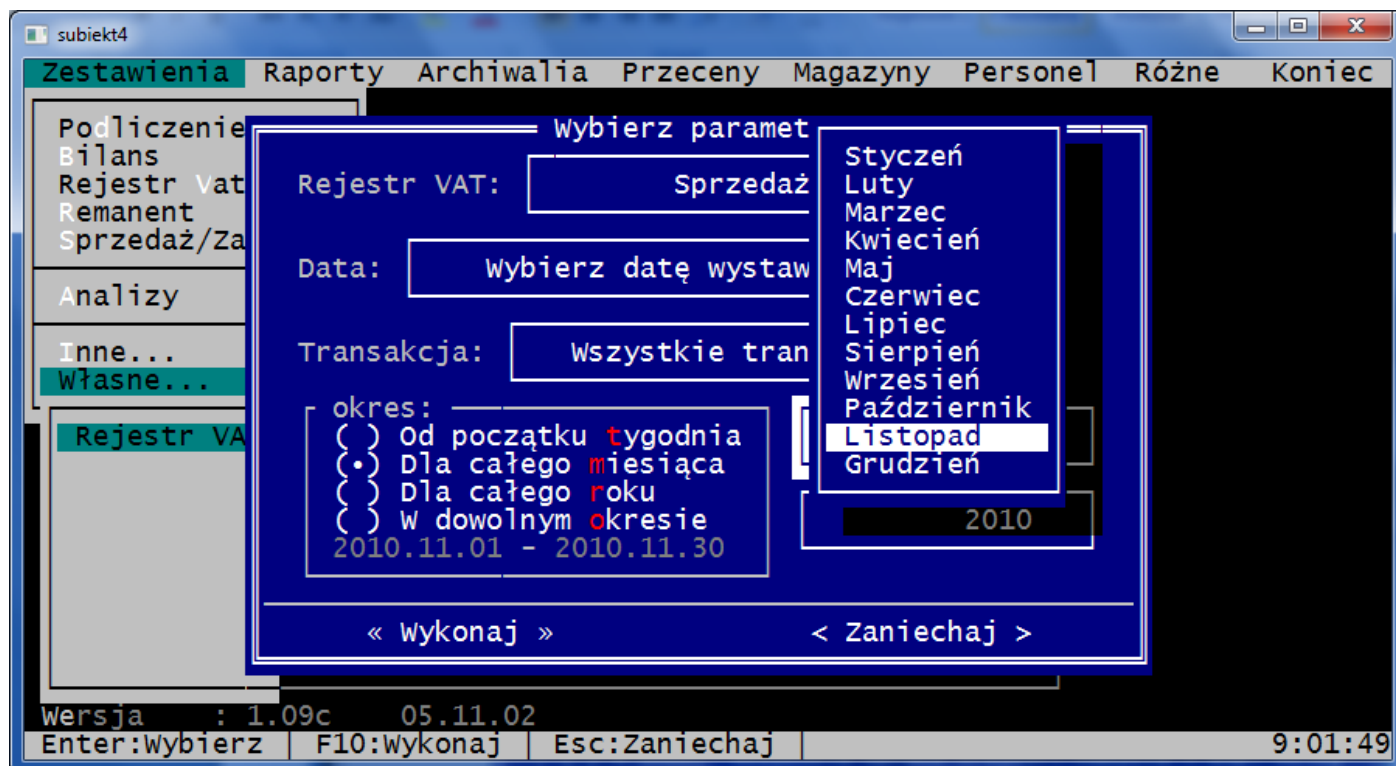 subiekt4
Zestawienia Raporty Archiwalia Przeceny Magazyny Personel Różne Koniec
Podliczenie
Bilans
Rejestr Vat
Remanent
Sprzedaż/Za
Analizy
Inne...
Własne...
Rejestr VA
Wybierz paramet
Rejestr VAT: Sprzedaż
Data: Wybierz datę wystaw
Transakcja: Wszystkie tran
okres:
( ) Od początku tygodnia
(•) Dla całego miesiąca
( ) Dla całego roku
( ) W dowolnym okresie
2010.11.01 - 2010.11.30
Styczeń
Luty
Marzec
Kwiecień
Maj
Czerwiec
Lipiec
Sierpień
Wrzesień
Październik
Listopad
Grudzień
2010
« Wykonaj » < Zaniechaj >
Wersja : 1.09c 05.11.02
Enter:Wybierz | F10:Wykonaj | Esc:Zaniechaj | 9:01:49